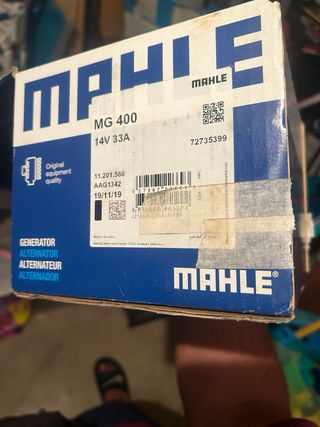 MAHLE
MAHLE
MG 400
14V 33A
72735399
Original
equipment
quality
11.201.560
AAG1342
19/11/19
GENERATOR
ALTERNATOR
ALTERNATEUR
ALTERNADOR
MAHLE®